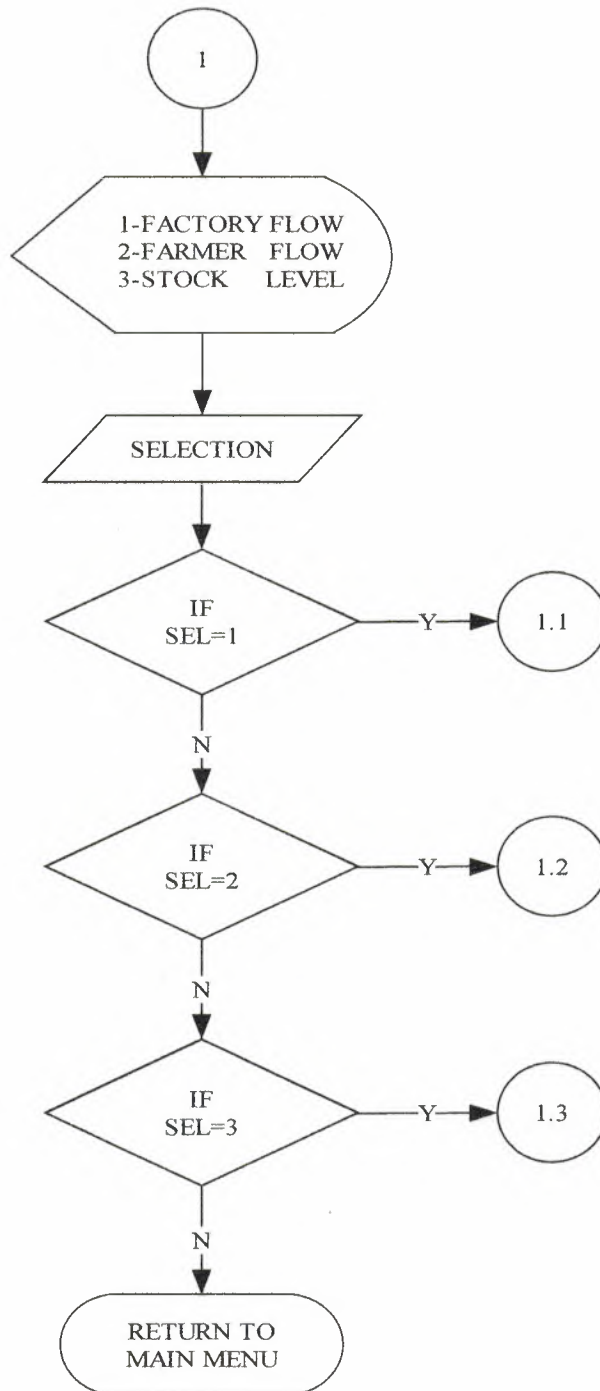 1
1-FACTORY FLOW
2-FARMER FLOW
3-STOCK LEVEL
SELECTION
IF
SEL=1
Y
1.1
N
IF
SEL=2
Y
1.2
N
IF
SEL=3
Y
1.3
N
RETURN TO
MAIN MENU